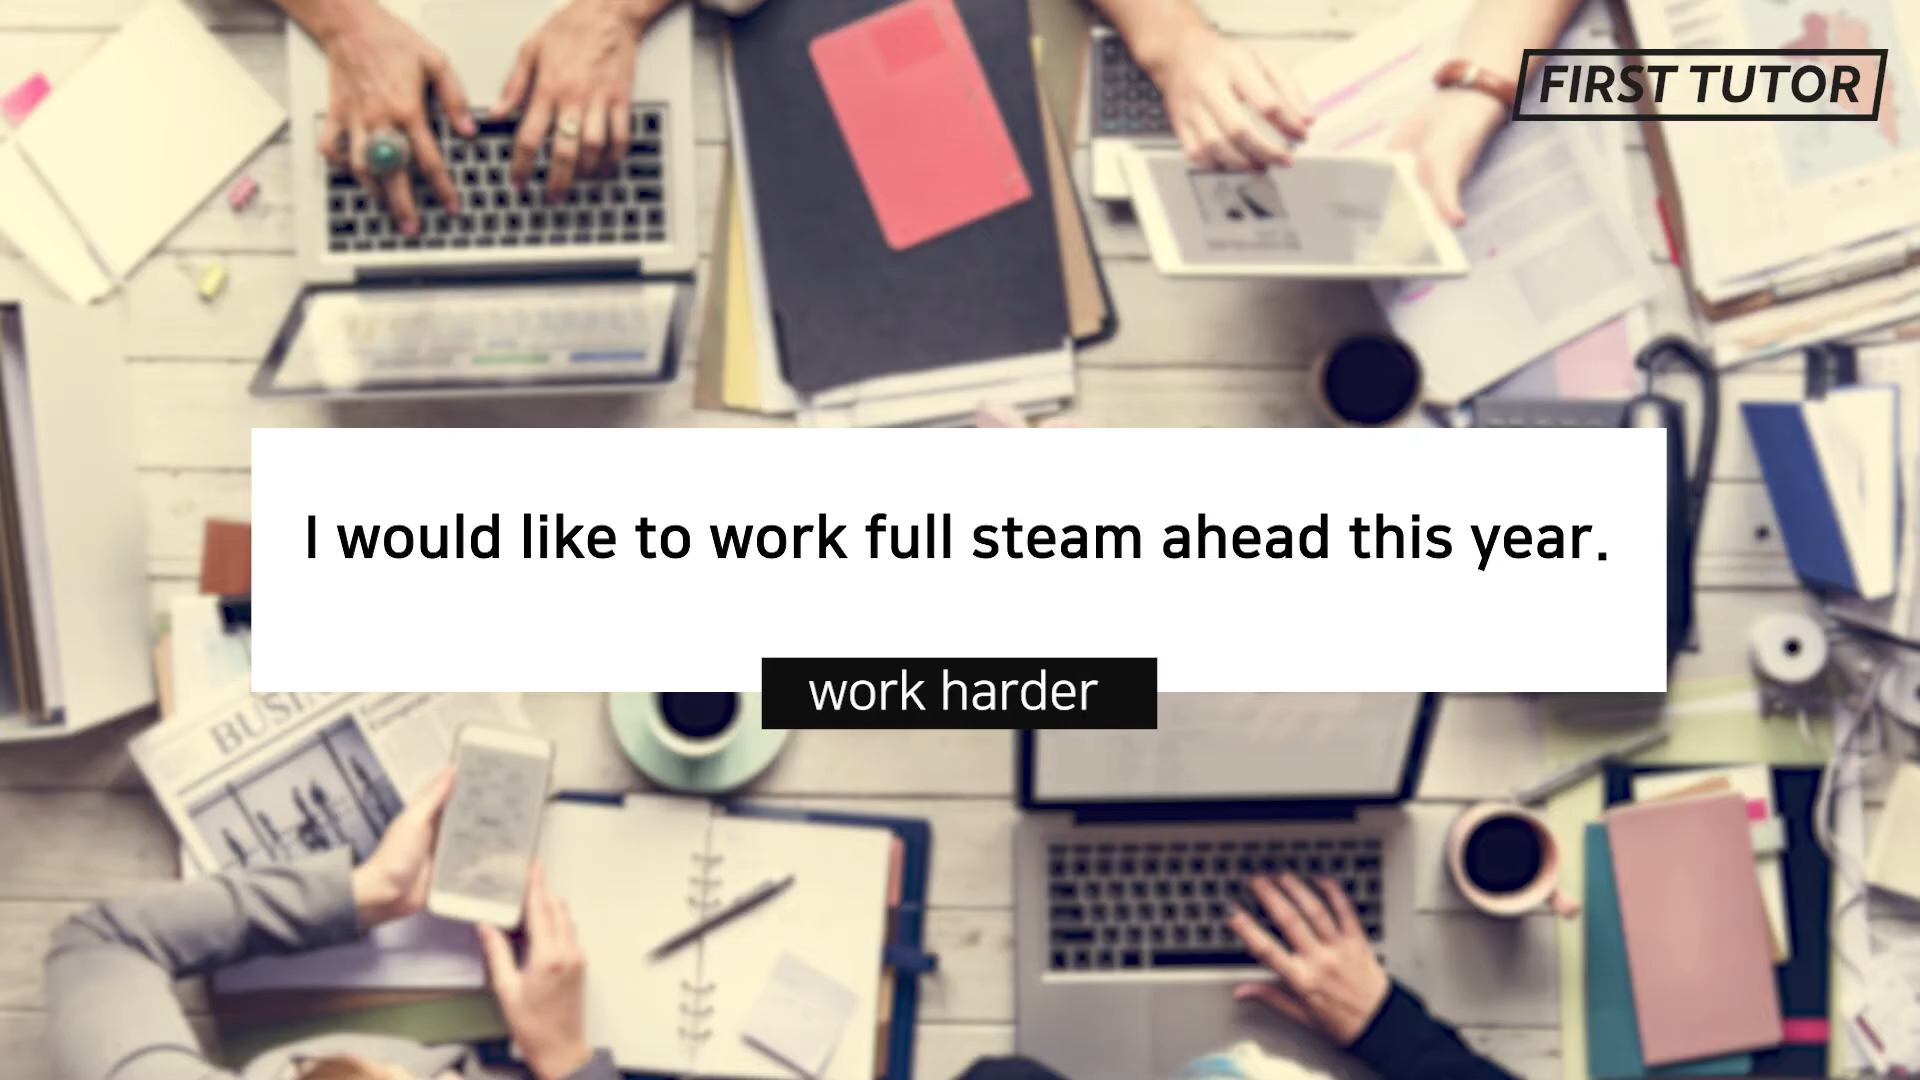 FIRST TUTOR
I would like to work full steam ahead this year.
work harder